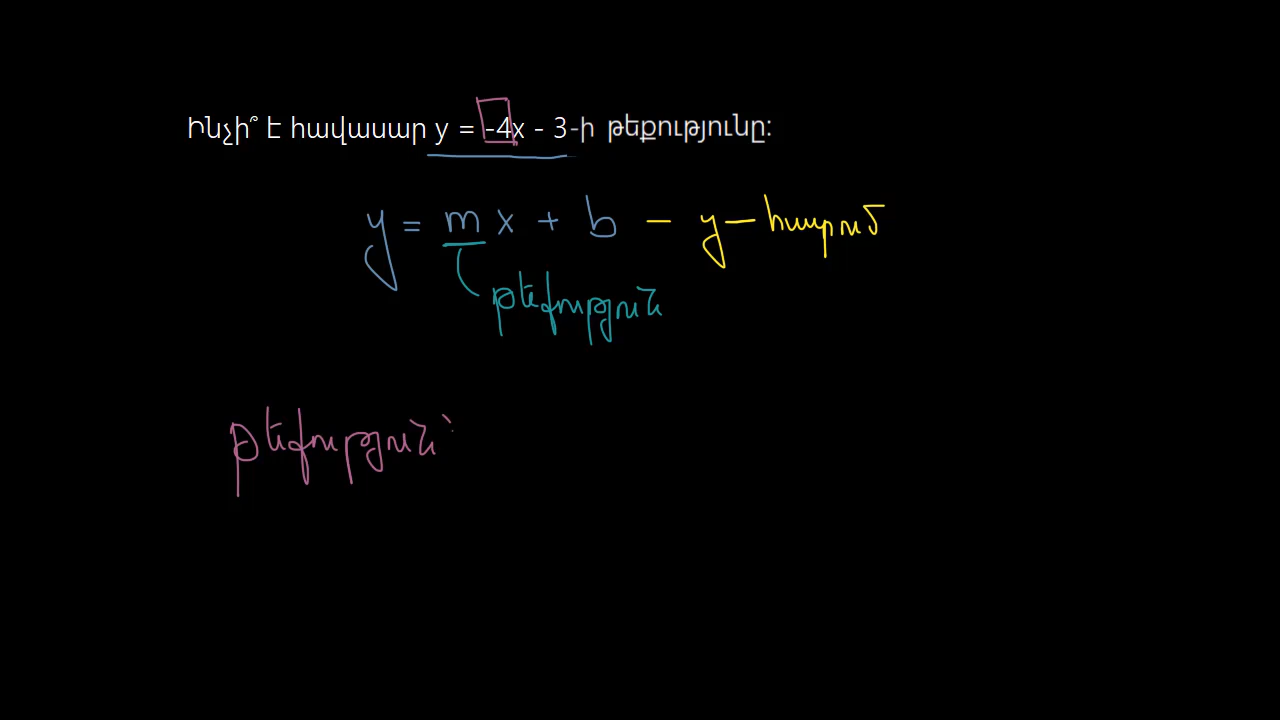 Ինչի՞ է հավասար y = -4x - 3-ի թեքությունը:
y = mx + b - y-հատում
թեքություն
թեքություն՝